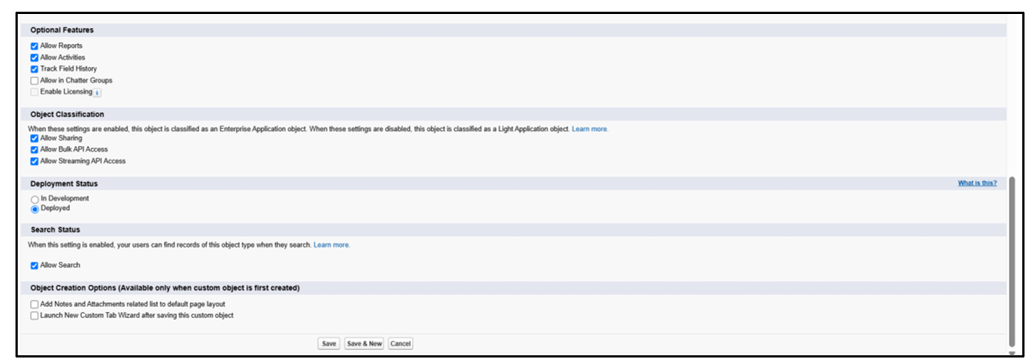 Optional Features
Allow Reports
Allow Activities
Track Field History
Allow in Chatter Groups
Enable Licensing i
Object Classification
When these settings are enabled, this object is classified as an Enterprise Application object. When these settings are disabled, this object is classified as a Light Application object. Learn more.
Allow Sharing
Allow Bulk API Access
Allow Streaming API Access
Deployment Status What is this?
In Development
Deployed
Search Status
When this setting is enabled, your users can find records of this object type when they search. Learn more.
Allow Search
Object Creation Options (Available only when custom object is first created)
Add Notes and Attachments related list to default page layout
Launch New Custom Tab Wizard after saving this custom object
Save Save & New Cancel